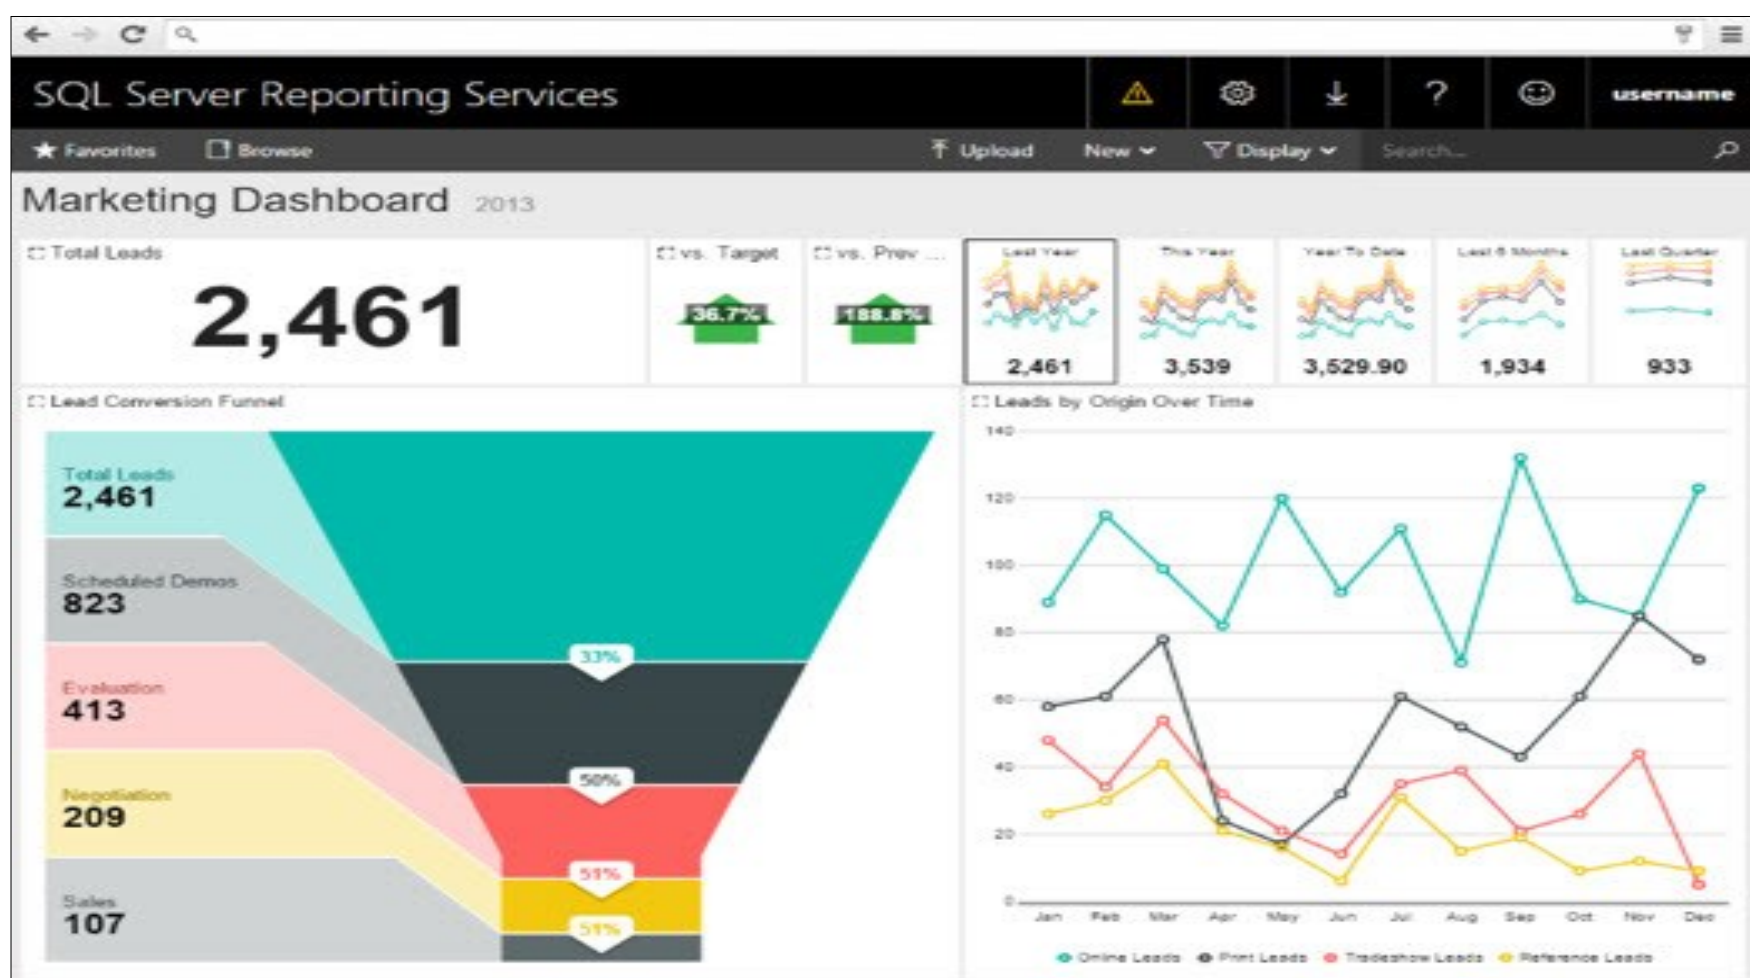 SQL Server Reporting Services
?
username
Favorites
Browse
Upload
New
Display
Search...
Marketing Dashboard 2013
Total Leads
2,461
vs. Target
36.7%
vs. Prev ...
188.8%
Last Year
2,461
This Year
3,539
Year To Date
3,529.90
Last 6 Months
1,934
Last Quarter
933
Lead Conversion Funnel
Total Leads
2,461
Scheduled Demos
823
Evaluation
413
Negotiation
209
Sales
107
33%
50%
51%
51%
Leads by Origin Over Time
140
120
100
80
60
40
20
0
Jan Feb Mar Apr May Jun Jul Aug Sep Oct Nov Dec
Online Leads Print Leads Tradeshow Leads Reference Leads